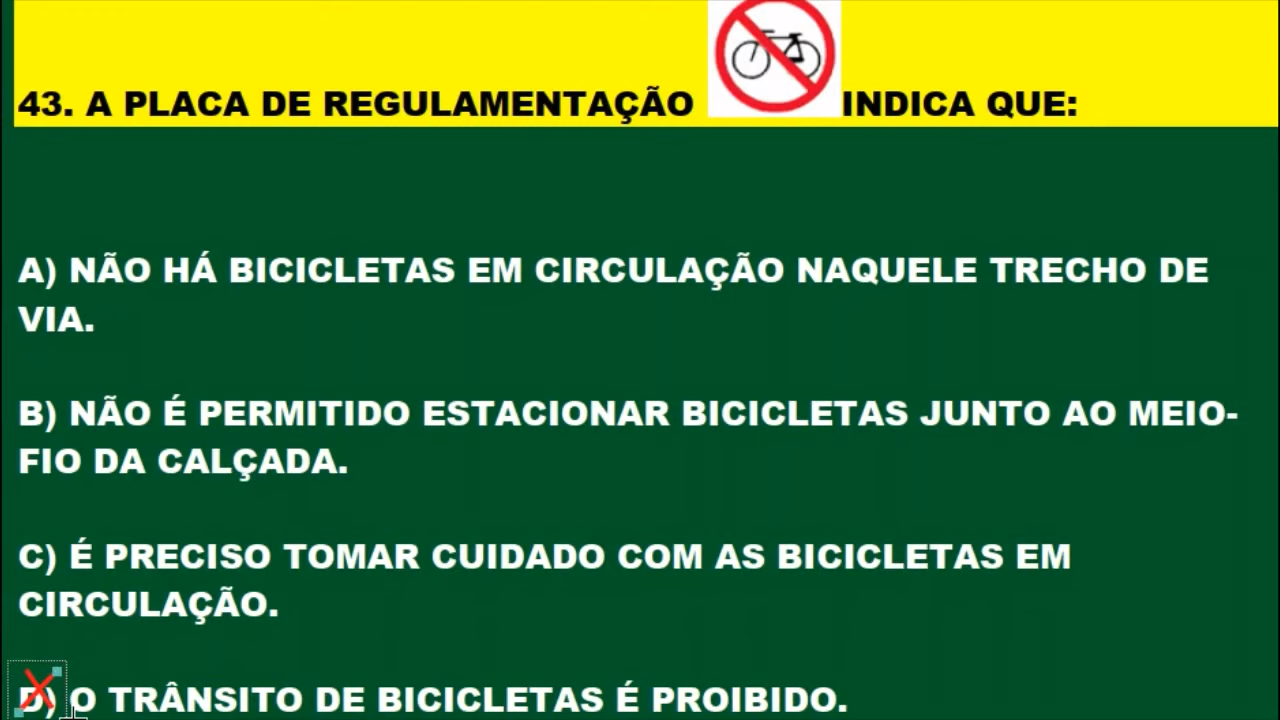 43. A PLACA DE REGULAMENTAÇÃO INDICA QUE:
A) NÃO HÁ BICICLETAS EM CIRCULAÇÃO NAQUELE TRECHO DE
VIA.
B) NÃO É PERMITIDO ESTACIONAR BICICLETAS JUNTO AO MEIO-
FIO DA CALÇADA.
C) É PRECISO TOMAR CUIDADO COM AS BICICLETAS EM
CIRCULAÇÃO.
D) O TRÂNSITO DE BICICLETAS É PROIBIDO.